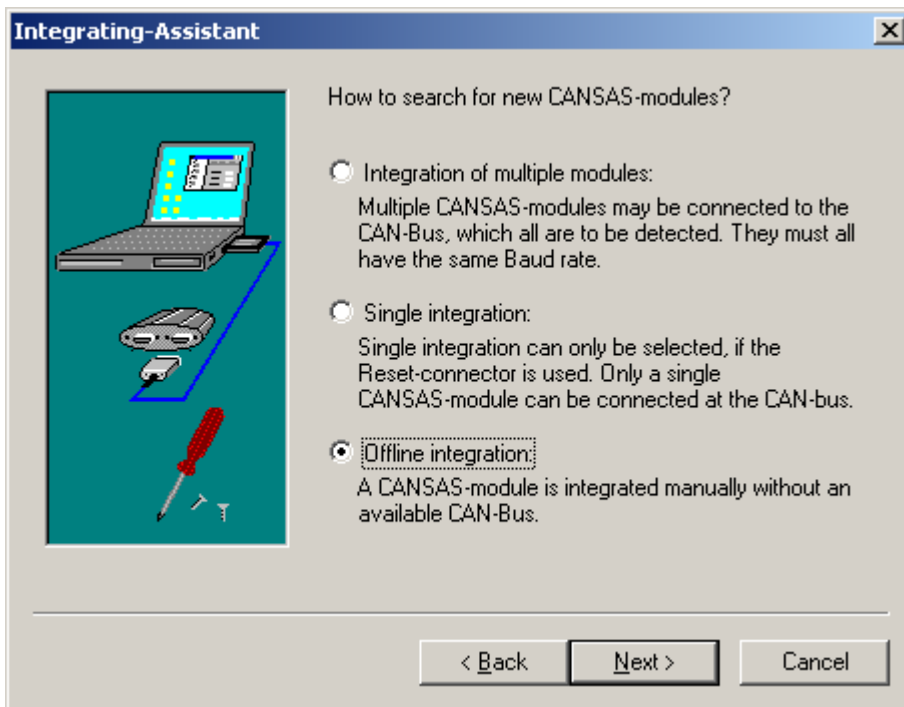 Integrating-Assistant
How to search for new CANSAS-modules?
Integration of multiple modules:
Multiple CANSAS-modules may be connected to the
CAN-Bus, which all are to be detected. They must all
have the same Baud rate.
Single integration:
Single integration can only be selected, if the
Reset-connector is used. Only a single
CANSAS-module can be connected at the CAN-bus.
Offline integration:
A CANSAS-module is integrated manually without an
available CAN-Bus.
< Back Next > Cancel